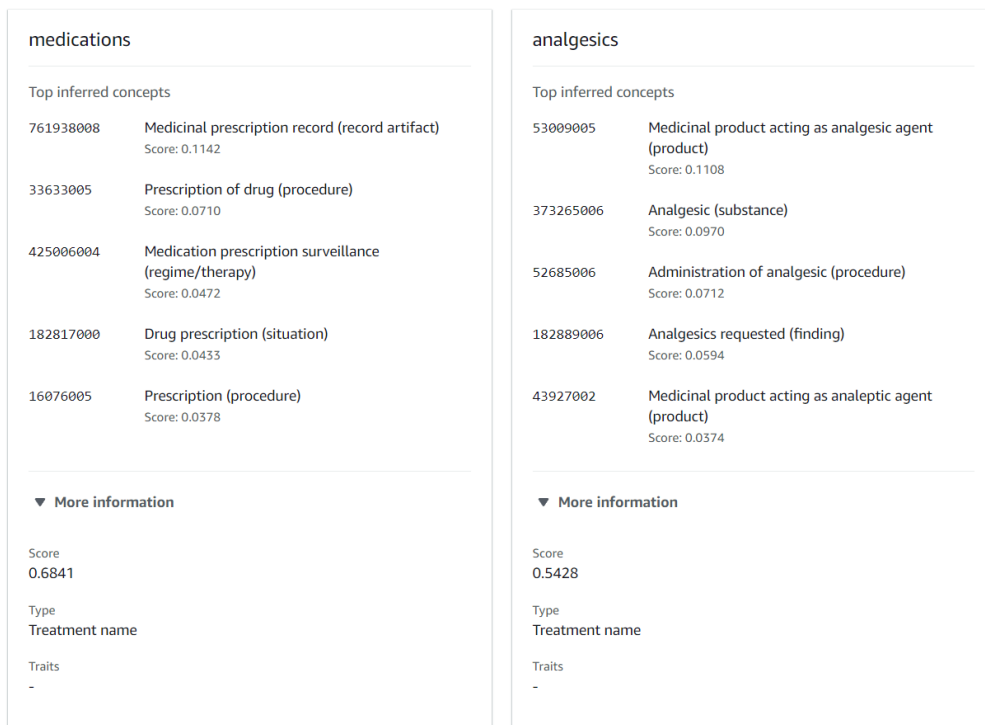 medications
Top inferred concepts
761938008 Medicinal prescription record (record artifact)
Score: 0.1142
33633005 Prescription of drug (procedure)
Score: 0.0710
425006004 Medication prescription surveillance
(regime/therapy)
Score: 0.0472
182817000 Drug prescription (situation)
Score: 0.0433
16076005 Prescription (procedure)
Score: 0.0378
More information
Score
0.6841
Type
Treatment name
Traits
-
analgesics
Top inferred concepts
53009005 Medicinal product acting as analgesic agent
(product)
Score: 0.1108
373265006 Analgesic (substance)
Score: 0.0970
52685006 Administration of analgesic (procedure)
Score: 0.0712
182889006 Analgesics requested (finding)
Score: 0.0594
43927002 Medicinal product acting as analeptic agent
(product)
Score: 0.0374
More information
Score
0.5428
Type
Treatment name
Traits
-